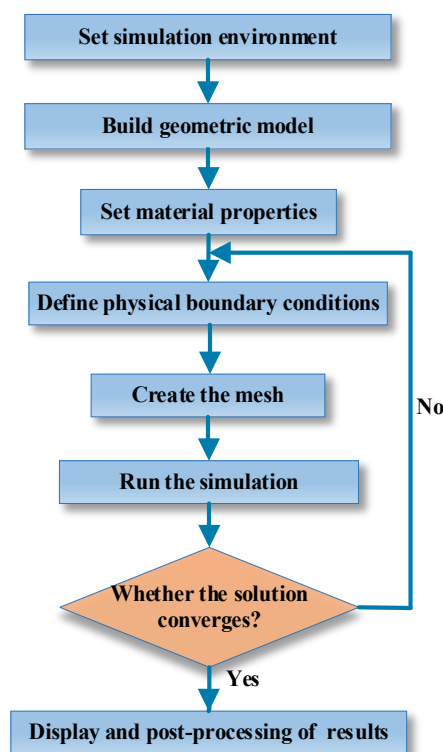 Set simulation environment
Build geometric model
Set material properties
Define physical boundary conditions
Create the mesh
No
Run the simulation
Whether the solution
converges?
Yes
Display and post-processing of results